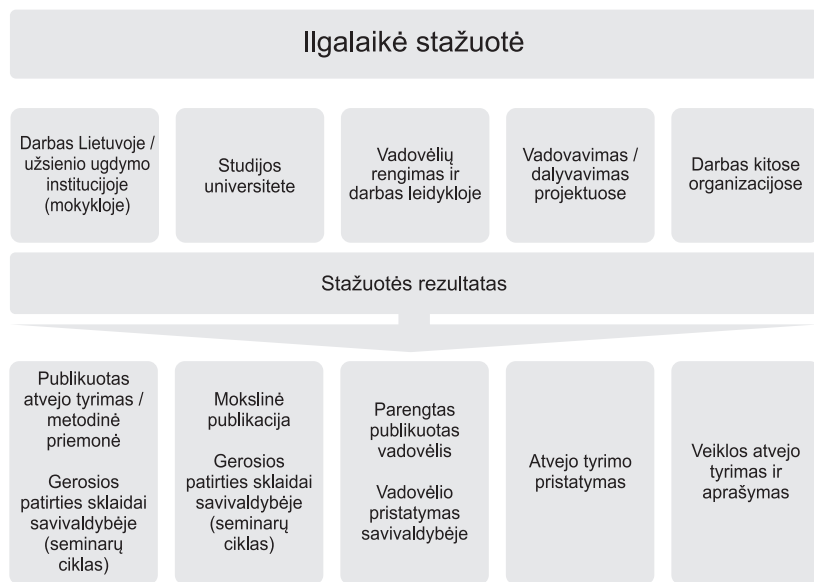 Ilgalaikė stažuotė
Darbas Lietuvoje /
užsienio ugdymo
institucijoje
(mokykloje)
Studijos
universitete
Vadovėlių
rengimas ir
darbas leidykloje
Vadovavimas /
dalyvavimas
projektuose
Darbas kitose
organizacijose
Stažuotės rezultatas
Publikuotas
atvejo tyrimas /
metodinė
priemonė
Gerosios
patirties sklaidai
savivaldybėje
(seminarų
ciklas)
Mokslinė
publikacija
Gerosios
patirties sklaidai
savivaldybėje
(seminarų
ciklas)
Parengtas
publikuotas
vadovėlis
Vadovėlio
pristatymas
savivaldybėje
Atvejo tyrimo
pristatymas
Veiklos atvejo
tyrimas ir
aprašymas